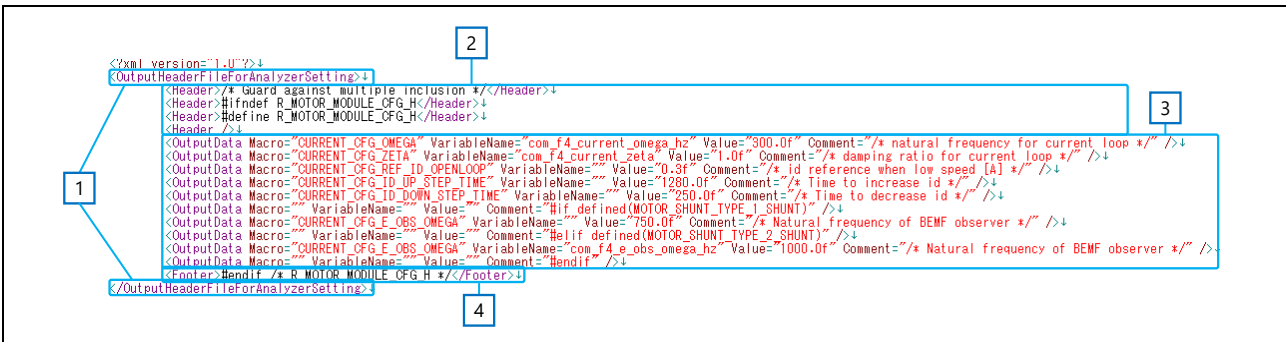 2
<?xml version="1.0"?>↓
<OutputHeaderFileForAnalyzerSetting>↓
<Header>/* Guard against multiple inclusion */</Header>↓
<Header>#ifndef R_MOTOR_MODULE_CFG_H</Header>↓
<Header>#define R_MOTOR_MODULE_CFG_H</Header>↓
<Header />↓
3
<OutputData Macro="CURRENT_CFG_OMEGA" VariableName="com_f4_current_omega_hz" Value="300.0f" Comment="/* natural frequency for current loop */" />↓
<OutputData Macro="CURRENT_CFG_ZETA" VariableName="com_f4_current_zeta" Value="1.0f" Comment="/* damping ratio for current loop */" />↓
<OutputData Macro="CURRENT_CFG_REF_ID_OPENLOOP" VariableName="" Value="0.3f" Comment="/* id reference when low speed [A] */" />↓
<OutputData Macro="CURRENT_CFG_ID_UP_STEP_TIME" VariableName="" Value="1280.0f" Comment="/* Time to increase id */" />↓
<OutputData Macro="CURRENT_CFG_ID_DOWN_STEP_TIME" VariableName="" Value="250.0f" Comment="/* Time to decrease id */" />↓
<OutputData Macro="" VariableName="" Value="" Comment="#if defined(MOTOR_SHUNT_TYPE_1_SHUNT)" />↓
<OutputData Macro="CURRENT_CFG_E_OBS_OMEGA" VariableName="" Value="750.0f" Comment="/* Natural frequency of BEMF observer */" />↓
<OutputData Macro="" VariableName="" Value="" Comment="#elif defined(MOTOR_SHUNT_TYPE_2_SHUNT)" />↓
<OutputData Macro="CURRENT_CFG_E_OBS_OMEGA" VariableName="com_f4_e_obs_omega_hz" Value="1000.0f" Comment="/* Natural frequency of BEMF observer */" />↓
<OutputData Macro="" VariableName="" Value="" Comment="#endif" />↓
1
<Footer>#endif /* R_MOTOR_MODULE_CFG_H */</Footer>↓
</OutputHeaderFileForAnalyzerSetting>↓
4